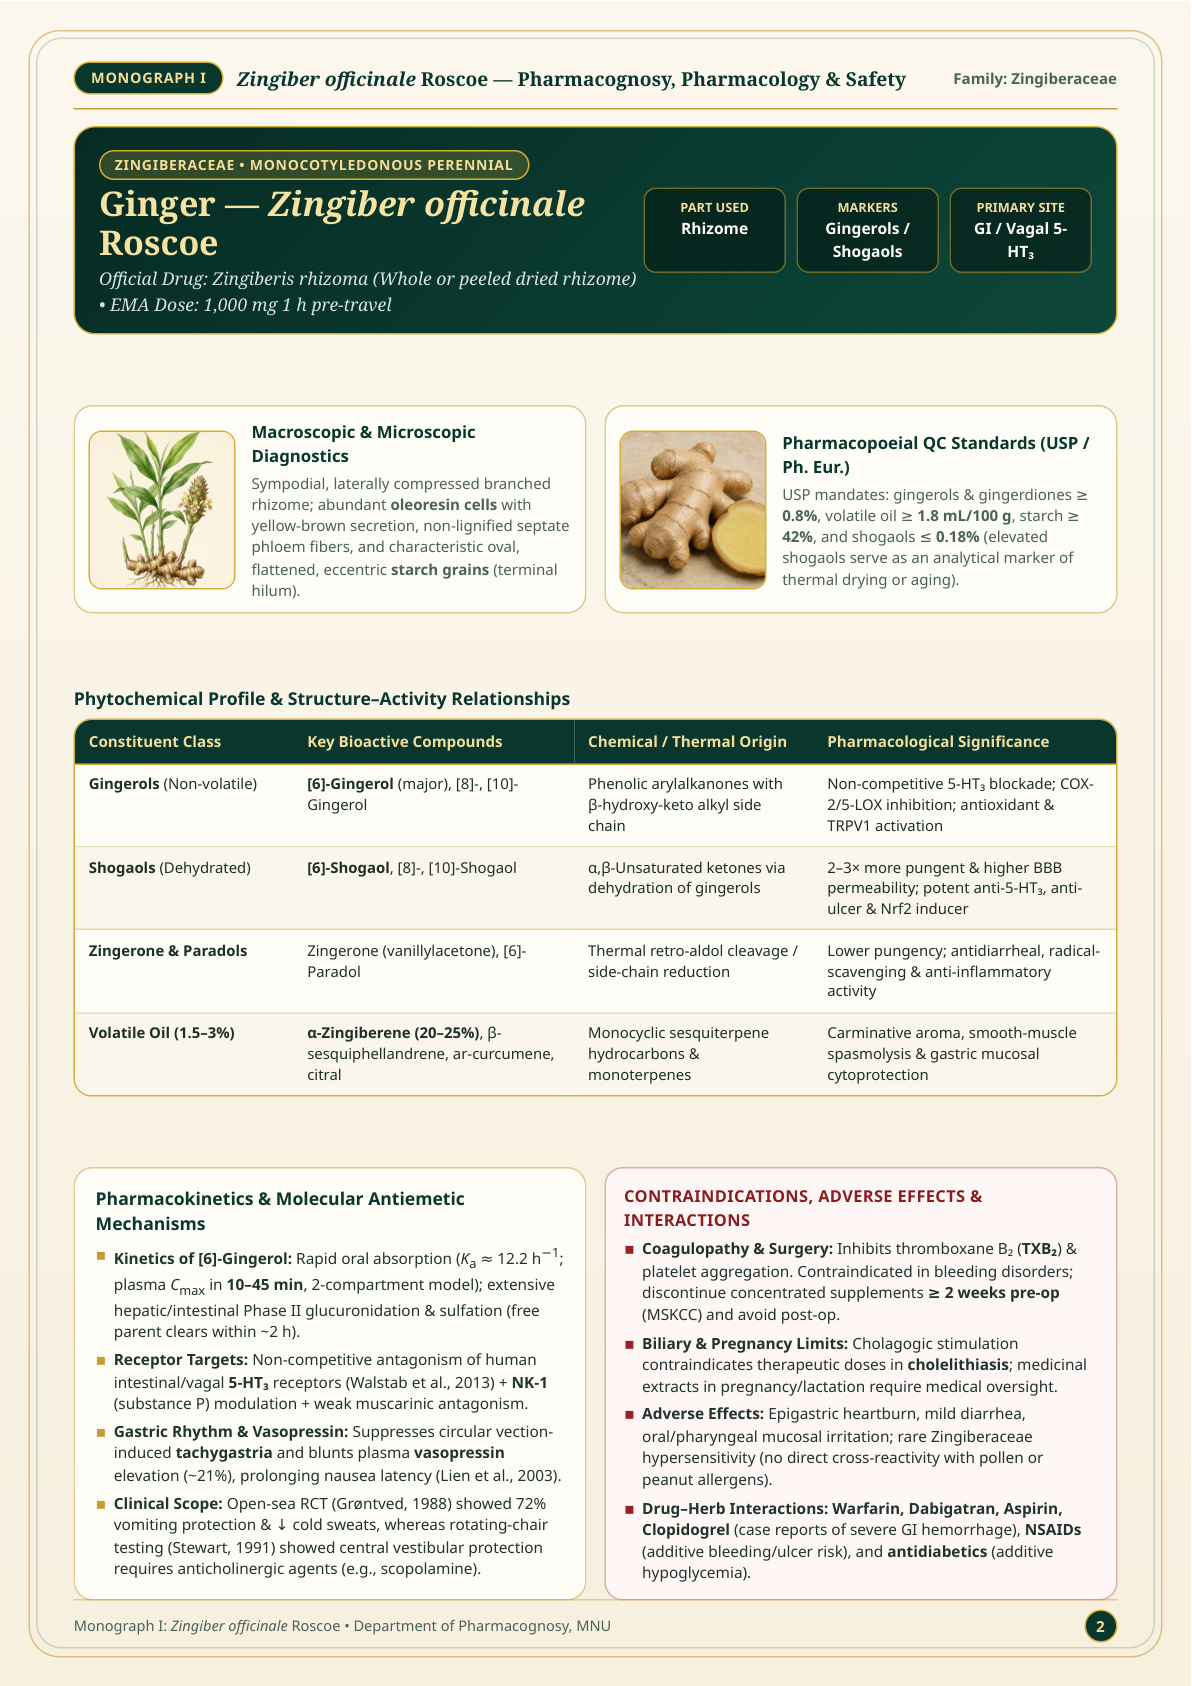 MONOGRAPH I
Zingiber officinale Roscoe — Pharmacognosy, Pharmacology & Safety
Family: Zingiberaceae
ZINGIBERACEAE • MONOCOTYLEDONOUS PERENNIAL
Ginger — Zingiber officinale
Roscoe
Official Drug: Zingiberis rhizoma (Whole or peeled dried rhizome)
• EMA Dose: 1,000 mg 1 h pre-travel
PART USED
Rhizome
MARKERS
Gingerols /
Shogaols
PRIMARY SITE
GI / Vagal 5-
HT₃
Macroscopic & Microscopic
Diagnostics
Sympodial, laterally compressed branched
rhizome; abundant oleoresin cells with
yellow-brown secretion, non-lignified septate
phloem fibers, and characteristic oval,
flattened, eccentric starch grains (terminal
hilum).
Pharmacopoeial QC Standards (USP /
Ph. Eur.)
USP mandates: gingerols & gingerdiones ≥
0.8%, volatile oil ≥ 1.8 mL/100 g, starch ≥
42%, and shogaols ≤ 0.18% (elevated
shogaols serve as an analytical marker of
thermal drying or aging).
Phytochemical Profile & Structure–Activity Relationships
Constituent Class
Key Bioactive Compounds
Chemical / Thermal Origin
Pharmacological Significance
Gingerols (Non-volatile)
[6]-Gingerol (major), [8]-, [10]-
Gingerol
Phenolic arylalkanones with
β-hydroxy-keto alkyl side
chain
Non-competitive 5-HT₃ blockade; COX-
2/5-LOX inhibition; antioxidant &
TRPV1 activation
Shogaols (Dehydrated)
[6]-Shogaol, [8]-, [10]-Shogaol
α,β-Unsaturated ketones via
dehydration of gingerols
2–3× more pungent & higher BBB
permeability; potent anti-5-HT₃, anti-
ulcer & Nrf2 inducer
Zingerone & Paradols
Zingerone (vanillylacetone), [6]-
Paradol
Thermal retro-aldol cleavage /
side-chain reduction
Lower pungency; antidiarrheal, radical-
scavenging & anti-inflammatory
activity
Volatile Oil (1.5–3%)
α-Zingiberene (20–25%), β-
sesquiphellandrene, ar-curcumene,
citral
Monocyclic sesquiterpene
hydrocarbons &
monoterpenes
Carminative aroma, smooth-muscle
spasmolysis & gastric mucosal
cytoprotection
Pharmacokinetics & Molecular Antiemetic
Mechanisms
■ Kinetics of [6]-Gingerol: Rapid oral absorption (Kₐ ≈ 12.2 h⁻¹;
plasma Cmax in 10–45 min, 2-compartment model); extensive
hepatic/intestinal Phase II glucuronidation & sulfation (free
parent clears within ~2 h).
■ Receptor Targets: Non-competitive antagonism of human
intestinal/vagal 5-HT₃ receptors (Walstab et al., 2013) + NK-1
(substance P) modulation + weak muscarinic antagonism.
■ Gastric Rhythm & Vasopressin: Suppresses circular vection-
induced tachygastria and blunts plasma vasopressin
elevation (~21%), prolonging nausea latency (Lien et al., 2003).
■ Clinical Scope: Open-sea RCT (Grøntved, 1988) showed 72%
vomiting protection & ↓ cold sweats, whereas rotating-chair
testing (Stewart, 1991) showed central vestibular protection
requires anticholinergic agents (e.g., scopolamine).
CONTRAINDICATIONS, ADVERSE EFFECTS &
INTERACTIONS
■ Coagulopathy & Surgery: Inhibits thromboxane B₂ (TXB₂) &
platelet aggregation. Contraindicated in bleeding disorders;
discontinue concentrated supplements ≥ 2 weeks pre-op
(MSKCC) and avoid post-op.
■ Biliary & Pregnancy Limits: Cholagogic stimulation
contraindicates therapeutic doses in cholelithiasis; medicinal
extracts in pregnancy/lactation require medical oversight.
■ Adverse Effects: Epigastric heartburn, mild diarrhea,
oral/pharyngeal mucosal irritation; rare Zingiberaceae
hypersensitivity (no direct cross-reactivity with pollen or
peanut allergens).
■ Drug–Herb Interactions: Warfarin, Dabigatran, Aspirin,
Clopidogrel (case reports of severe GI hemorrhage), NSAIDs
(additive bleeding/ulcer risk), and antidiabetics (additive
hypoglycemia).
Monograph I: Zingiber officinale Roscoe • Department of Pharmacognosy, MNU
2